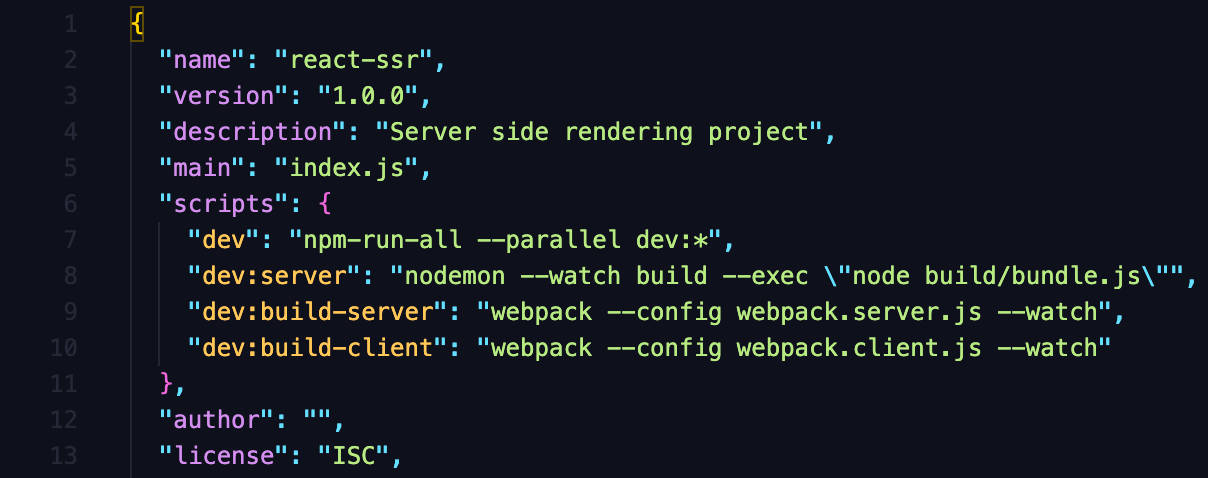 1 {
2 "name": "react-ssr",
3 "version": "1.0.0",
4 "description": "Server side rendering project",
5 "main": "index.js",
6 "scripts": {
7 "dev": "npm-run-all --parallel dev:*",
8 "dev:server": "nodemon --watch build --exec \"node build/bundle.js\"",
9 "dev:build-server": "webpack --config webpack.server.js --watch",
10 "dev:build-client": "webpack --config webpack.client.js --watch"
11 },
12 "author": "",
13 "license": "ISC",